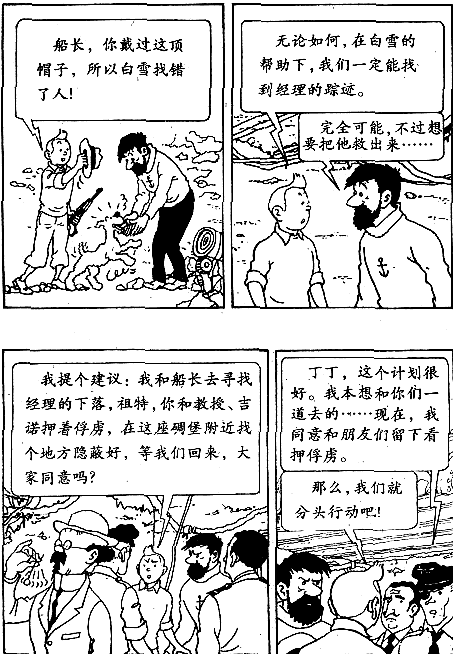 船长，你戴过这顶
帽子，所以白雪找错
了人！
无论如何，在白雪的
帮助下，我们一定能找
到经理的踪迹。
完全可能，不过想
要把他救出来……
我提个建议：我和船长去寻找
经理的下落，祖特，你和教授、吉
诺押着俘虏，在这座碉堡附近找
个地方隐蔽好，等我们回来，大
家同意吗？
丁丁，这个计划很
好。我本想和你们一
道去的……现在，我
同意和朋友们留下看
押俘虏。
那么，我们就
分头行动吧！